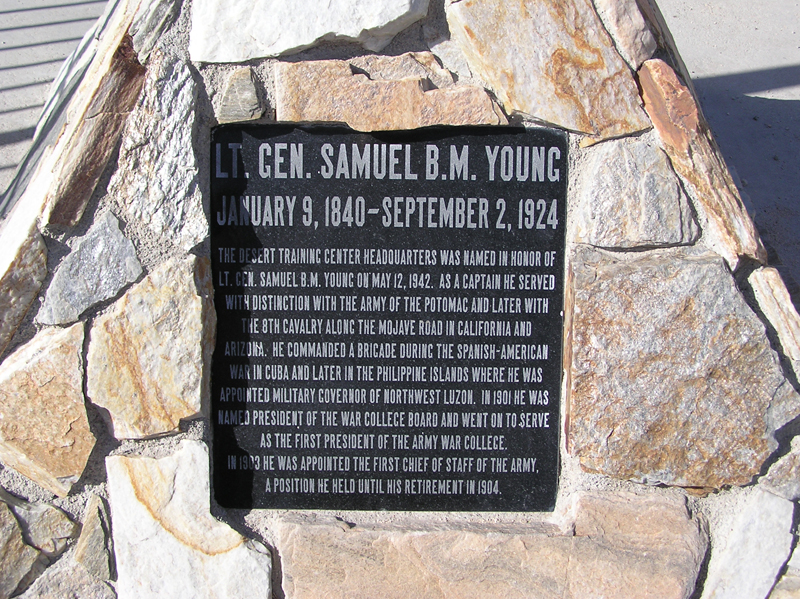 LT. GEN. SAMUEL B.M. YOUNG
JANUARY 9, 1840~SEPTEMBER 2, 1924
THE DESERT TRAINING CENTER HEADQUARTERS WAS NAMED IN HONOR OF
LT. GEN. SAMUEL B.M. YOUNG ON MAY 12, 1942. AS A CAPTAIN HE SERVED
WITH DISTINCTION WITH THE ARMY OF THE POTOMAC AND LATER WITH
THE 8TH CAVALRY ALONG THE MOJAVE ROAD IN CALIFORNIA AND
ARIZONA. HE COMMANDED A BRIGADE DURING THE SPANISH-AMERICAN
WAR IN CUBA AND LATER IN THE PHILIPPINE ISLANDS WHERE HE WAS
APPOINTED MILITARY GOVERNOR OF NORTHWEST LUZON. IN 1901 HE WAS
NAMED PRESIDENT OF THE WAR COLLEGE BOARD AND WENT ON TO SERVE
AS THE FIRST PRESIDENT OF THE ARMY WAR COLLEGE.
IN 1903 HE WAS APPOINTED THE FIRST CHIEF OF STAFF OF THE ARMY,
A POSITION HE HELD UNTIL HIS RETIREMENT IN 1904.